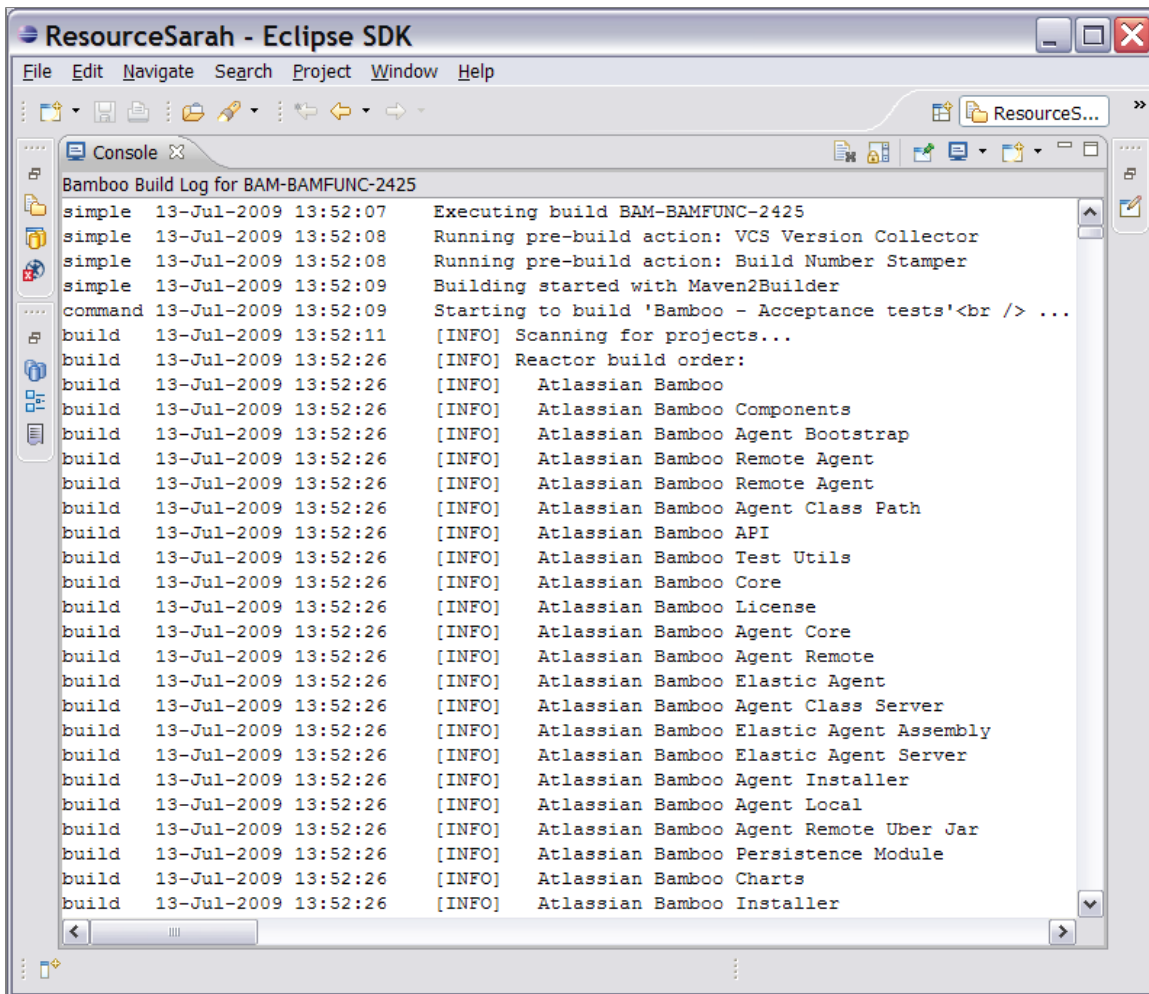 ResourceSarah - Eclipse SDK
File Edit Navigate Search Project Window Help
ResourceS...
Console
Bamboo Build Log for BAM-BAMFUNC-2425
simple 13-Jul-2009 13:52:07 Executing build BAM-BAMFUNC-2425
simple 13-Jul-2009 13:52:08 Running pre-build action: VCS Version Collector
simple 13-Jul-2009 13:52:08 Running pre-build action: Build Number Stamper
simple 13-Jul-2009 13:52:09 Building started with Maven2Builder
command 13-Jul-2009 13:52:09 Starting to build 'Bamboo - Acceptance tests'<br /> ...
build 13-Jul-2009 13:52:11 [INFO] Scanning for projects...
build 13-Jul-2009 13:52:26 [INFO] Reactor build order:
build 13-Jul-2009 13:52:26 [INFO] Atlassian Bamboo
build 13-Jul-2009 13:52:26 [INFO] Atlassian Bamboo Components
build 13-Jul-2009 13:52:26 [INFO] Atlassian Bamboo Agent Bootstrap
build 13-Jul-2009 13:52:26 [INFO] Atlassian Bamboo Remote Agent
build 13-Jul-2009 13:52:26 [INFO] Atlassian Bamboo Remote Agent
build 13-Jul-2009 13:52:26 [INFO] Atlassian Bamboo Agent Class Path
build 13-Jul-2009 13:52:26 [INFO] Atlassian Bamboo API
build 13-Jul-2009 13:52:26 [INFO] Atlassian Bamboo Test Utils
build 13-Jul-2009 13:52:26 [INFO] Atlassian Bamboo Core
build 13-Jul-2009 13:52:26 [INFO] Atlassian Bamboo License
build 13-Jul-2009 13:52:26 [INFO] Atlassian Bamboo Agent Core
build 13-Jul-2009 13:52:26 [INFO] Atlassian Bamboo Agent Remote
build 13-Jul-2009 13:52:26 [INFO] Atlassian Bamboo Elastic Agent
build 13-Jul-2009 13:52:26 [INFO] Atlassian Bamboo Agent Class Server
build 13-Jul-2009 13:52:26 [INFO] Atlassian Bamboo Elastic Agent Assembly
build 13-Jul-2009 13:52:26 [INFO] Atlassian Bamboo Elastic Agent Server
build 13-Jul-2009 13:52:26 [INFO] Atlassian Bamboo Agent Installer
build 13-Jul-2009 13:52:26 [INFO] Atlassian Bamboo Agent Local
build 13-Jul-2009 13:52:26 [INFO] Atlassian Bamboo Agent Remote Uber Jar
build 13-Jul-2009 13:52:26 [INFO] Atlassian Bamboo Persistence Module
build 13-Jul-2009 13:52:26 [INFO] Atlassian Bamboo Charts
build 13-Jul-2009 13:52:26 [INFO] Atlassian Bamboo Installer